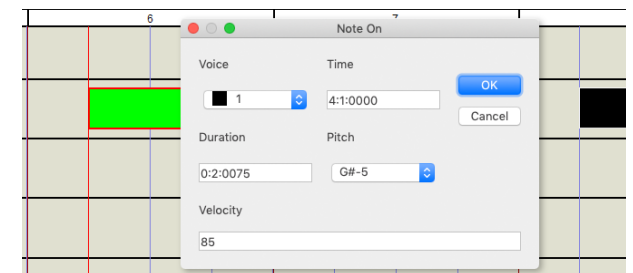 6
7
Note On
Voice
Time
1
4:1:0000
OK
Cancel
Duration
Pitch
0:2:0075
G#-5
Velocity
85